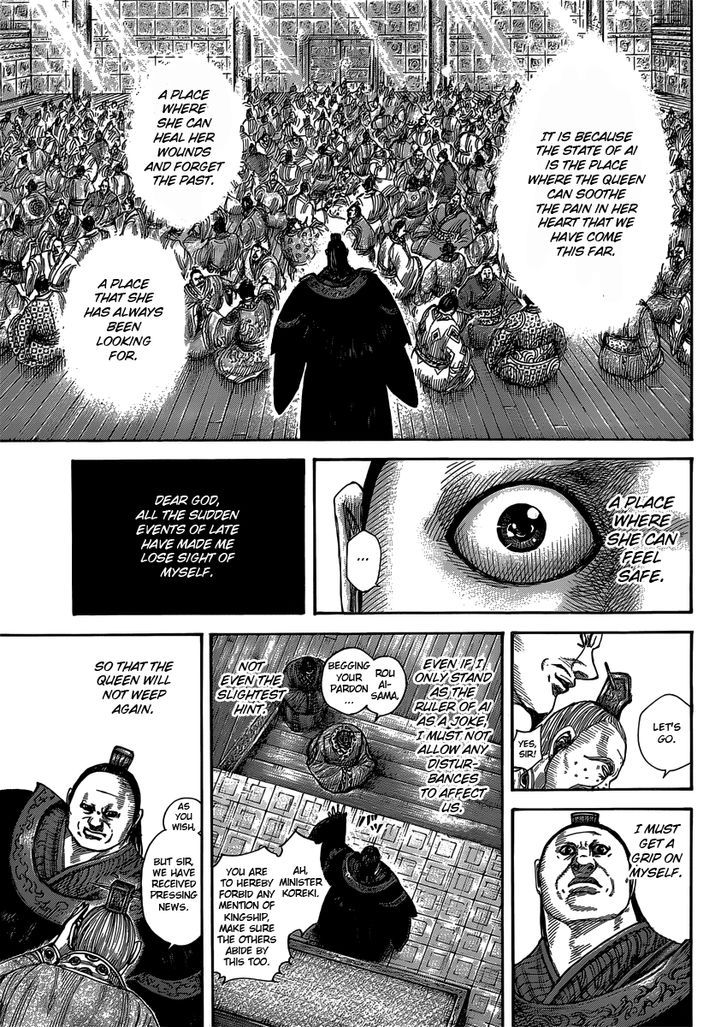 IT IS BECAUSE
THE STATE OF AI
IS THE PLACE
WHERE THE QUEEN
CAN SOOTHE
THE PAIN IN HER
HEART THAT WE
HAVE COME
THIS FAR.
A PLACE
WHERE
SHE CAN
HEAL HER
WOUNDS
AND FORGET
THE PAST.
A PLACE
THAT SHE
HAS ALWAYS
BEEN
LOOKING
FOR.
A PLACE
WHERE
SHE CAN
FEEL
SAFE.
...
DEAR GOD,
ALL THE SUDDEN
EVENTS OF LATE
HAVE MADE ME
LOSE SIGHT OF
MYSELF.
LET'S
GO.
YES,
SIR!
I MUST
GET A
GRIP ON
MYSELF.
EVEN IF I
ONLY STAND
AS THE
RULER OF AI
AS A JOKE,
I MUST NOT
ALLOW ANY
DISTUR-
BANCES
TO AFFECT
US.
ROU
AI-
SAMA.
BEGGING
YOUR
PARDON
...
NOT
EVEN THE
SLIGHTEST
HINT.
AH,
MINISTER
KOREKI.
YOU ARE
TO HEREBY
FORBID ANY
MENTION OF
KINGSHIP,
MAKE SURE
THE OTHERS
ABIDE BY
THIS TOO.
SO THAT THE
QUEEN WILL
NOT WEEP
AGAIN.
AS
YOU
WISH,
BUT SIR,
WE HAVE
RECEIVED
PRESSING
NEWS.